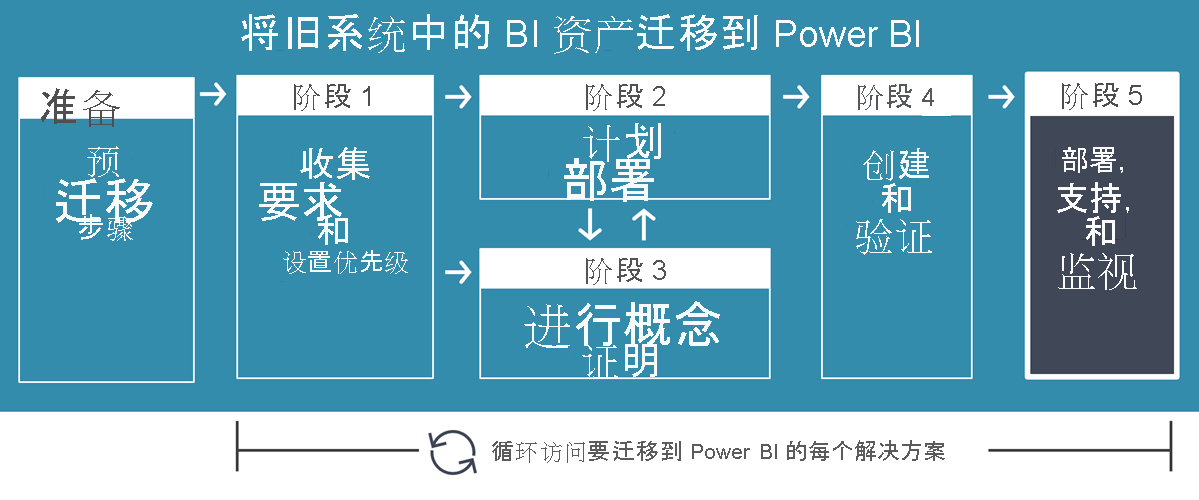 将旧系统中的 BI 资产迁移到 Power BI
准备
预
迁移
步骤
阶段 1
收集
要求
和
设置优先级
阶段 2
计划
部署
阶段 3
进行概念
证明
阶段 4
创建
和
验证
阶段 5
部署,
支持,
和
监视
循环访问要迁移到 Power BI 的每个解决方案